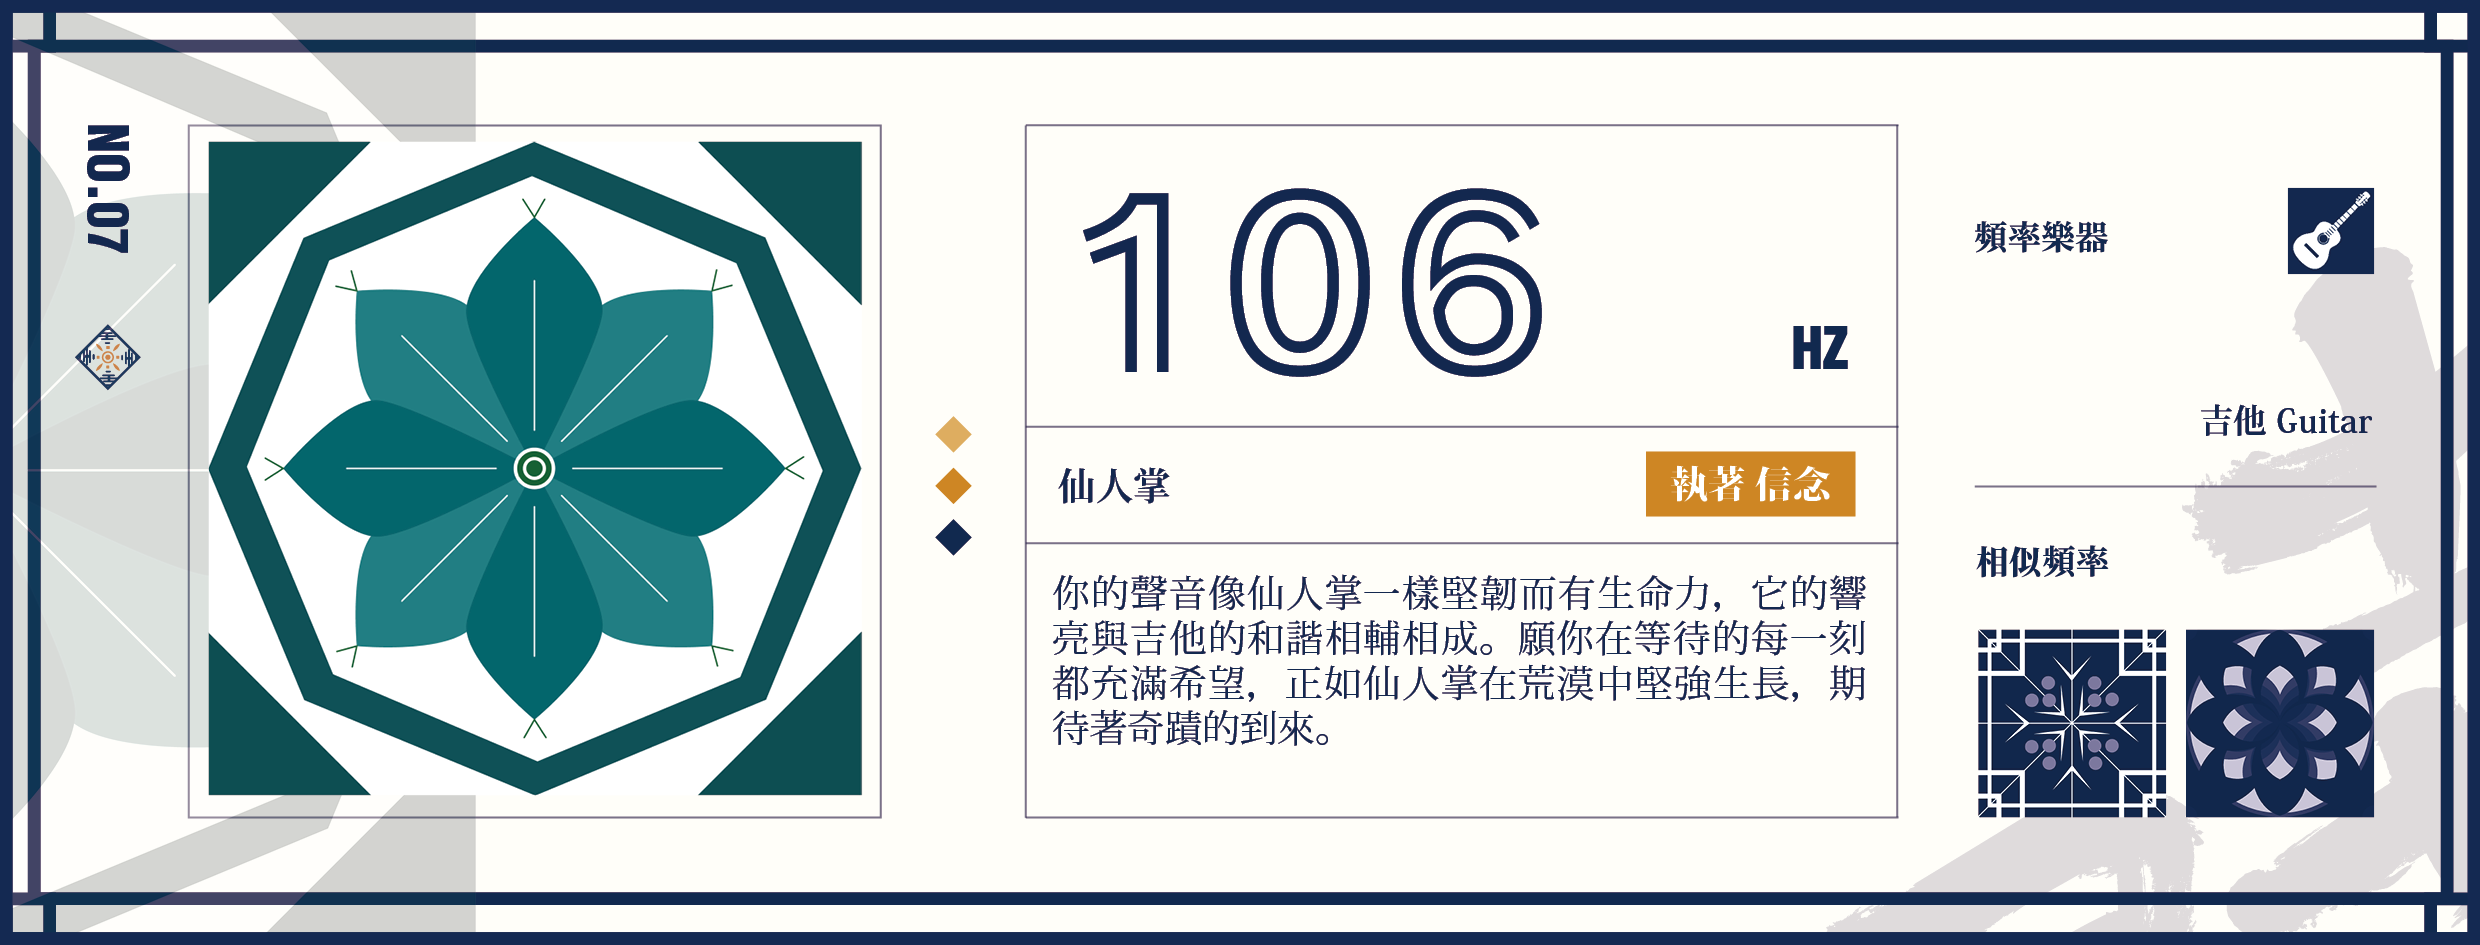 NO.07
106
HZ
仙人掌
執著 信念
你的聲音像仙人掌一樣堅韌而有生命力，它的響
亮與吉他的和諧相輔相成。願你在等待的每一刻
都充滿希望，正如仙人掌在荒漠中堅強生長，期
待著奇蹟的到來。
頻率樂器
吉他 Guitar
相似頻率